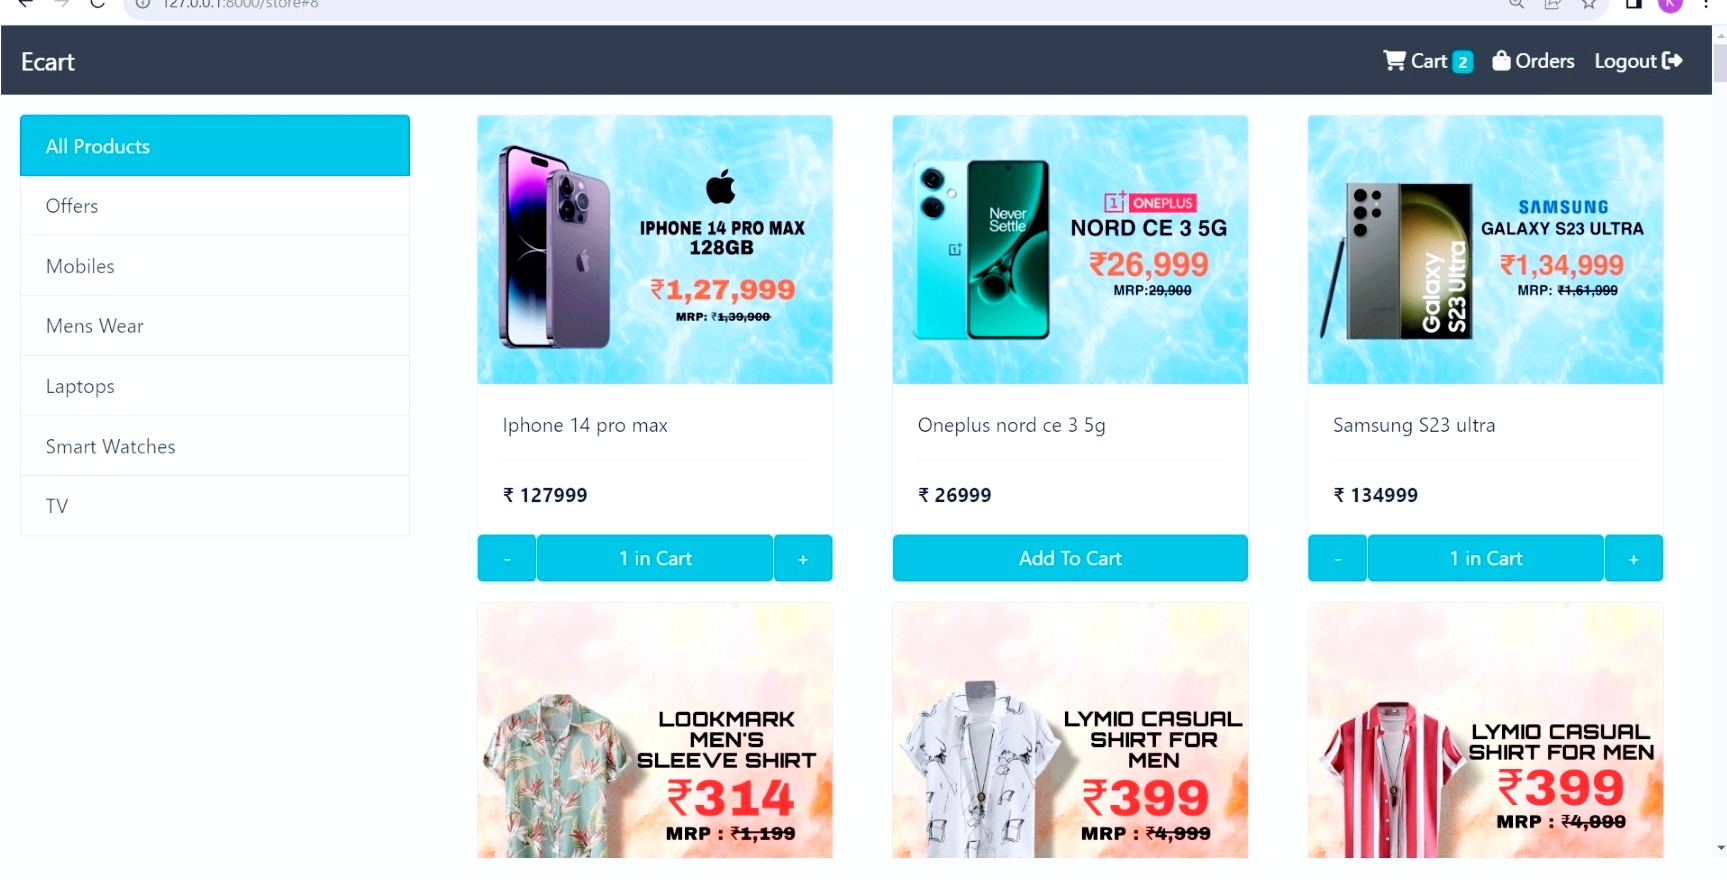 127.0.0.1:8000/store#8
K
Ecart
Cart 2
Orders
Logout
All Products
Offers
Mobiles
Mens Wear
Laptops
Smart Watches
TV
IPHONE 14 PRO MAX
128GB
₹1,27,999
MRP: ₹1,39,900
Iphone 14 pro max
₹ 127999
- 1 in Cart +
Never
Settle
1+ ONEPLUS
NORD CE 3 5G
₹26,999
MRP:29,900
Oneplus nord ce 3 5g
₹ 26999
Add To Cart
Galaxy
S23 Ultra
SAMSUNG
GALAXY S23 ULTRA
₹1,34,999
MRP: ₹1,61,999
Samsung S23 ultra
₹ 134999
- 1 in Cart +
LOOKMARK
MEN'S
SLEEVE SHIRT
₹314
MRP : ₹1,199
LYMIO CASUAL
SHIRT FOR
MEN
₹399
MRP : ₹4,999
LYMIO CASUAL
SHIRT FOR MEN
₹399
MRP : ₹4,999